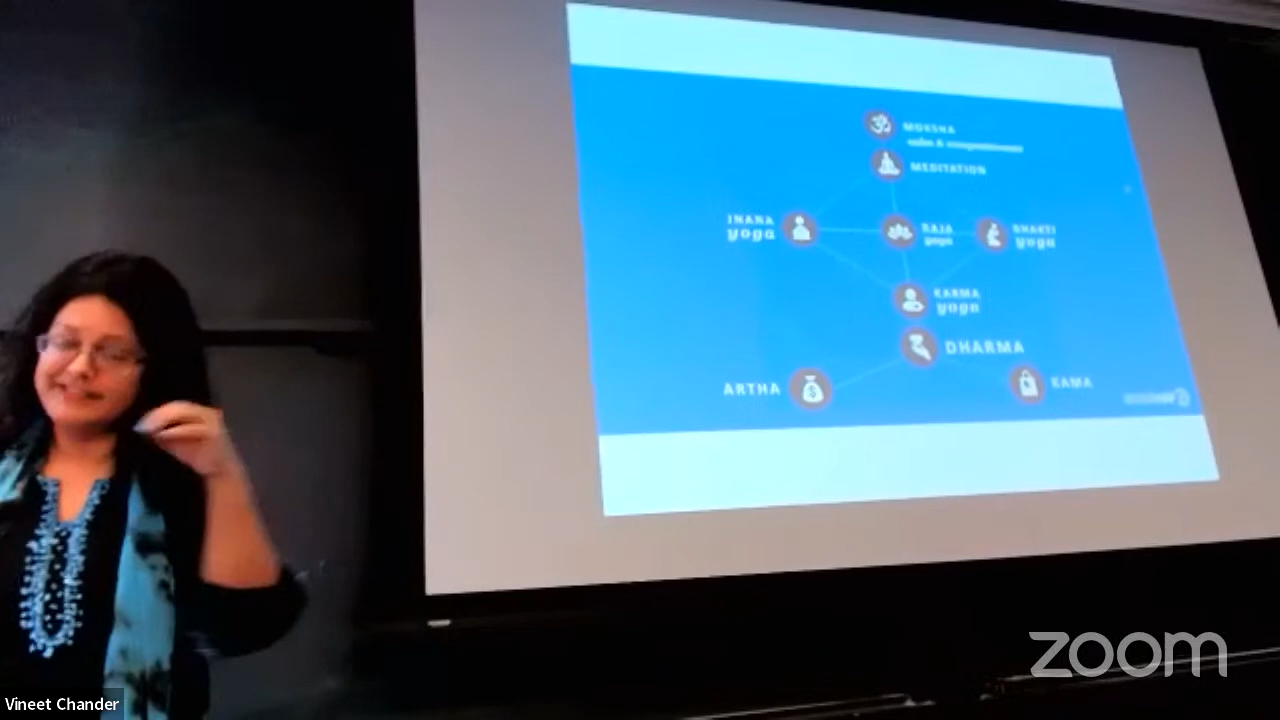 MOKSHA
MEDITATION
JNANA
yoga
RAJA
yoga
BHAKTI
yoga
KARMA
yoga
DHARMA
ARTHA
KAMA
zoom
Vineet Chander